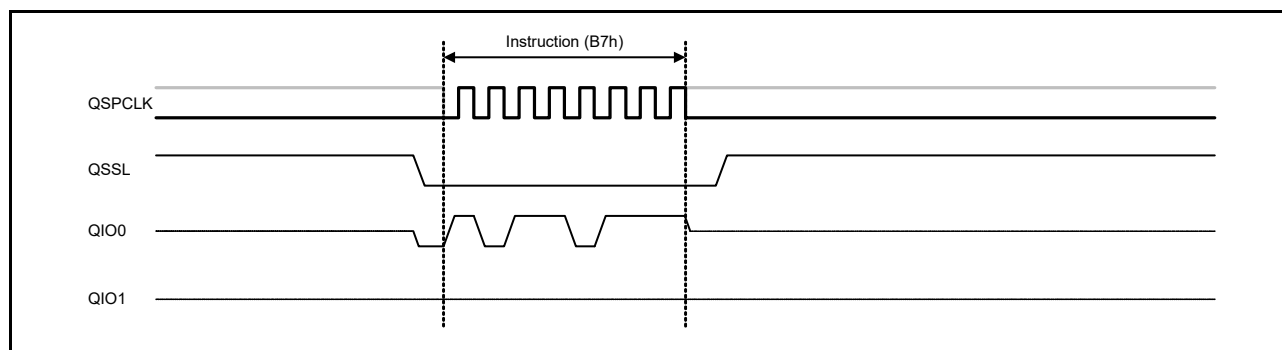 Instruction (B7h)
QSPCLK
QSSL
QIO0
QIO1